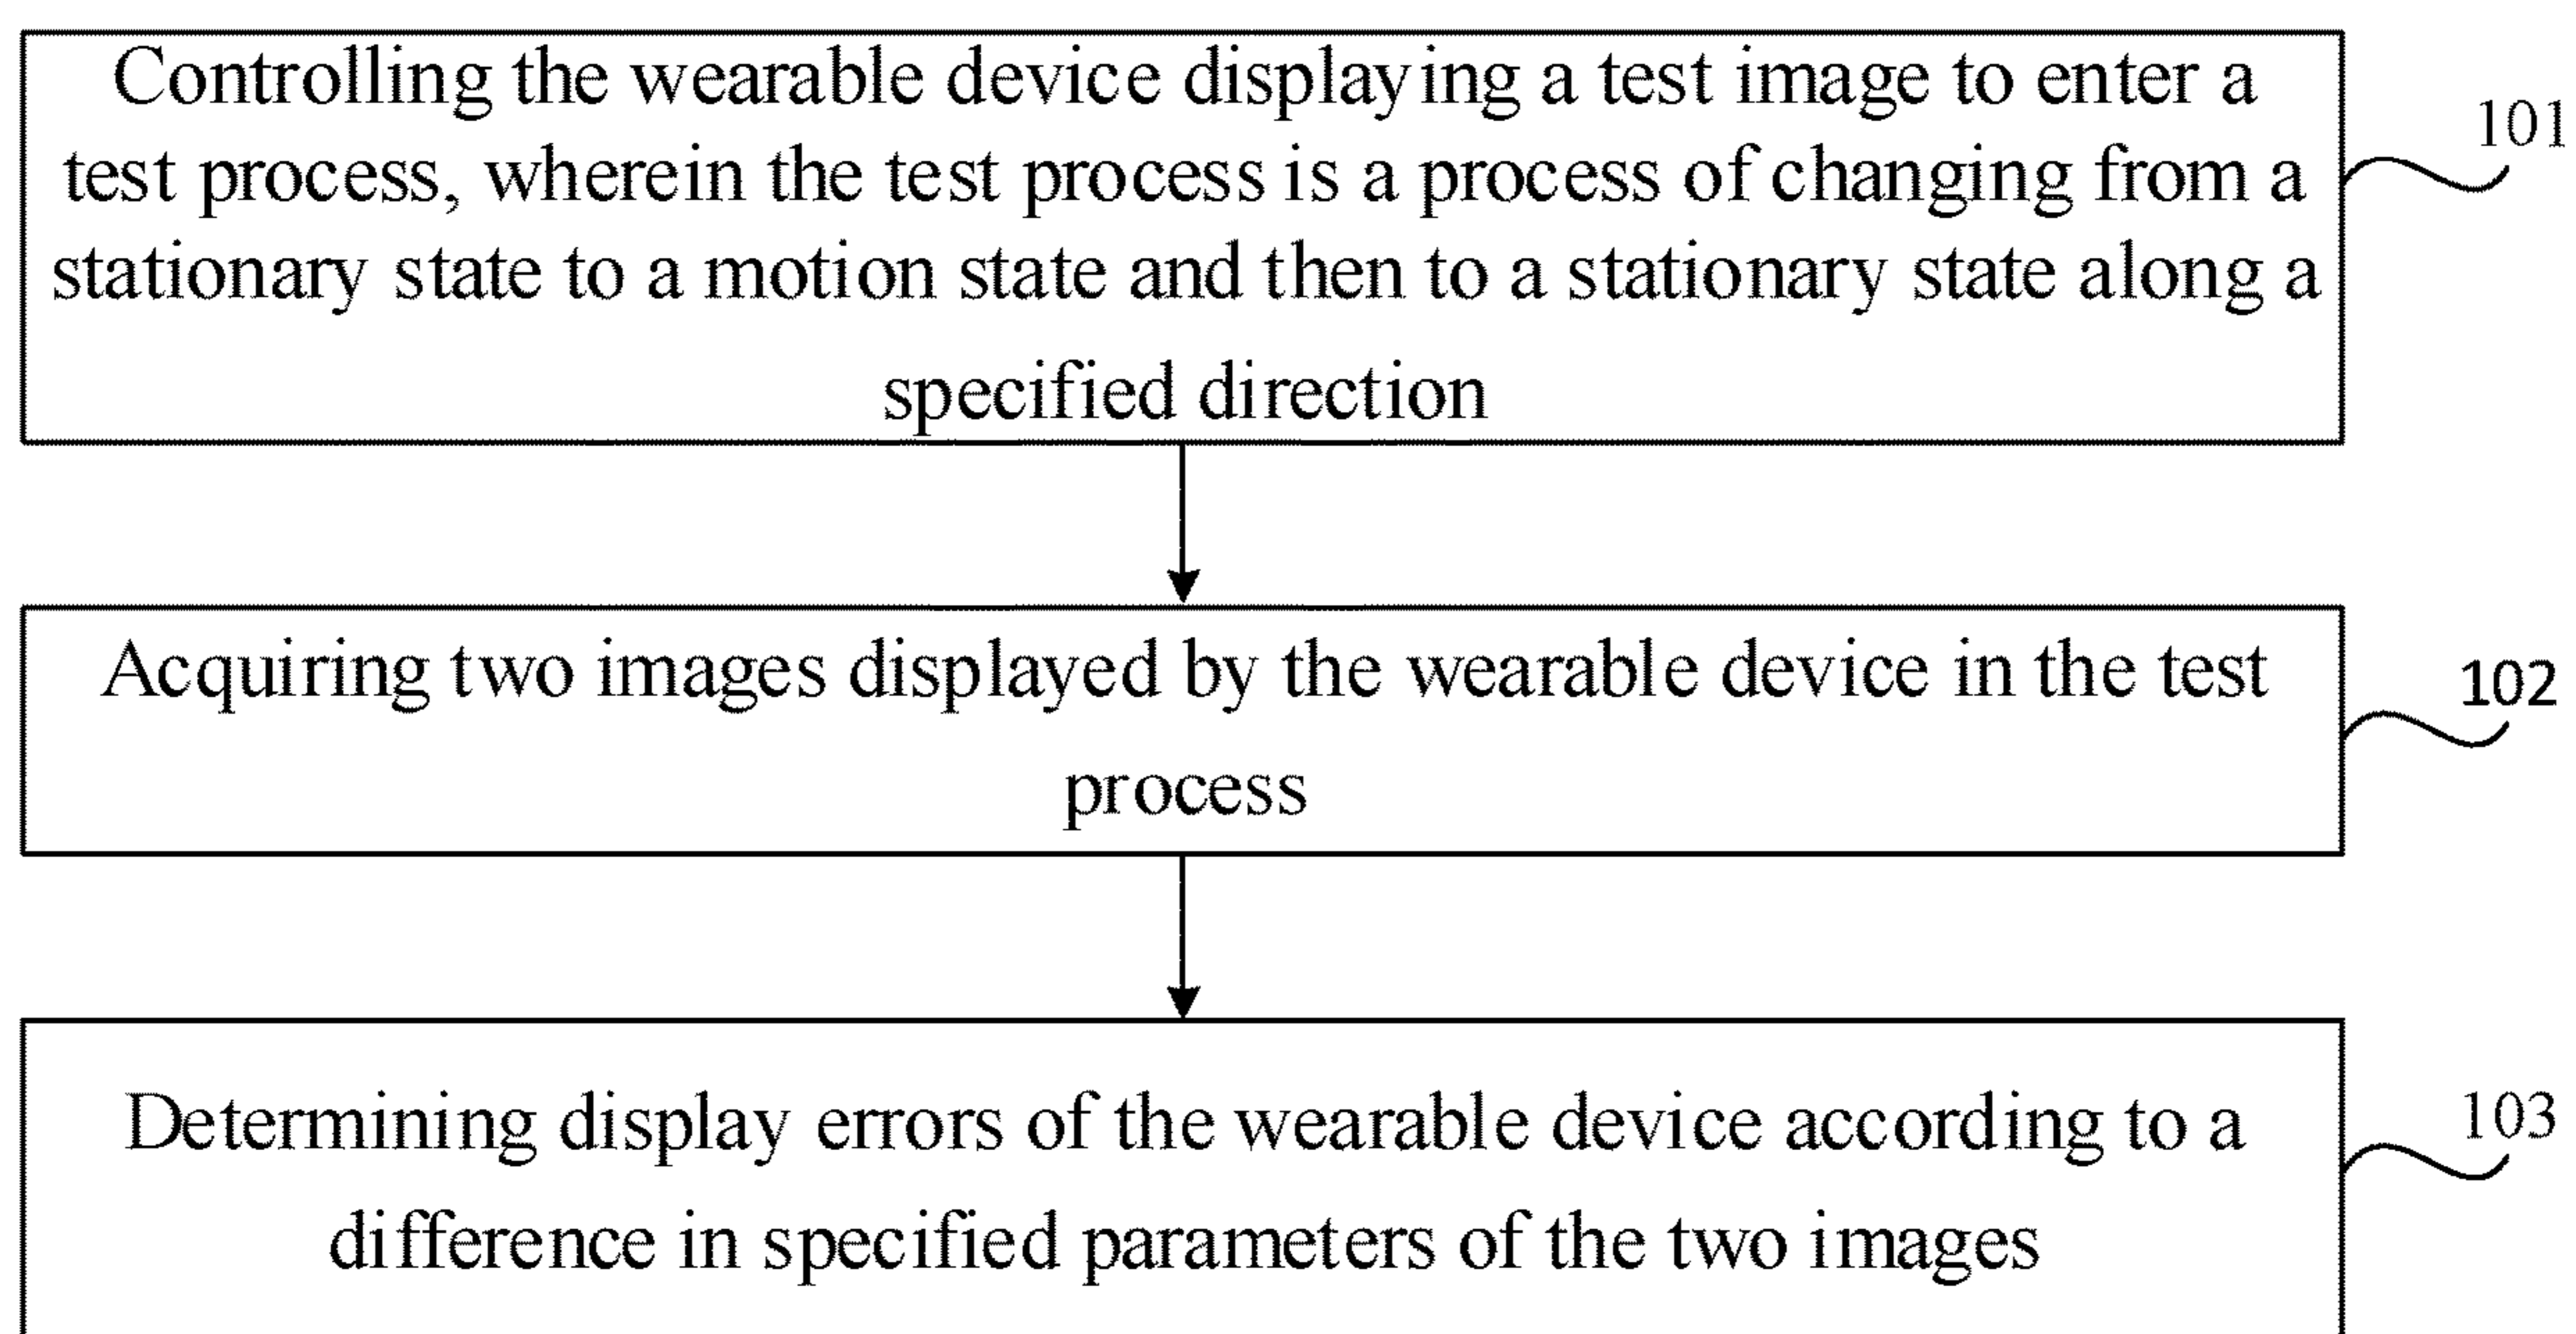 Controlling the wearable device displaying a test image to enter a
test process, wherein the test process is a process of changing from a
stationary state to a motion state and then to a stationary state along a
specified direction
101
Acquiring two images displayed by the wearable device in the test
process
102
Determining display errors of the wearable device according to a
difference in specified parameters of the two images
103